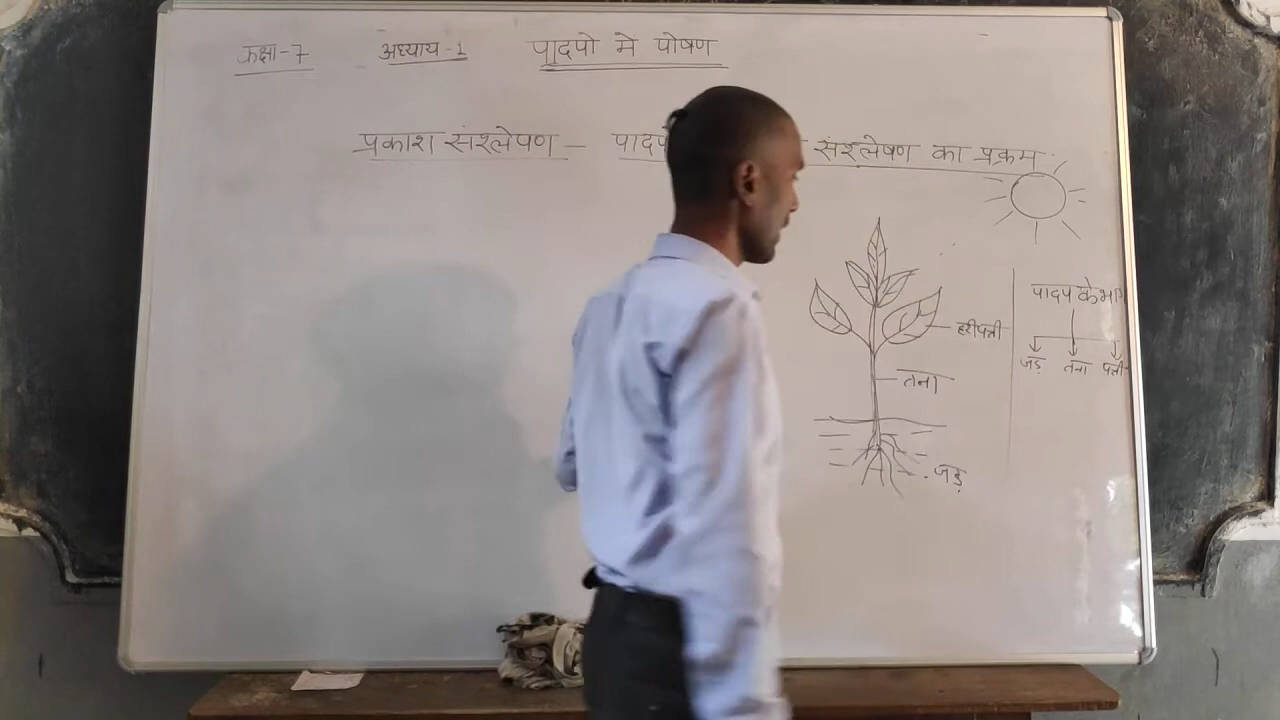 कक्षा-7 अध्याय-1 पादपो मे पोषण
प्रकाश संश्लेषण — पादपो संश्लेषण का प्रक्रम
पादप के भाग
हरीपत्ती
जड़ तना पत्ती
तना
जड़